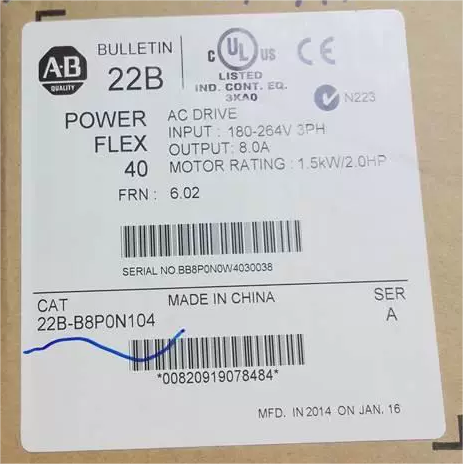 A·B
QUALITY
BULLETIN
22B
C UL US
LISTED
IND. CONT. EQ.
3KA0
CE
N223
POWER
FLEX
40
AC DRIVE
INPUT : 180-264V 3PH
OUTPUT: 8.0A
MOTOR RATING : 1.5kW/2.0HP
FRN : 6.02
SERIAL NO.BB8P0N0W4030038
CAT
22B-B8P0N104
MADE IN CHINA
SER
A
*00820919078484*
MFD. IN 2014 ON JAN. 16